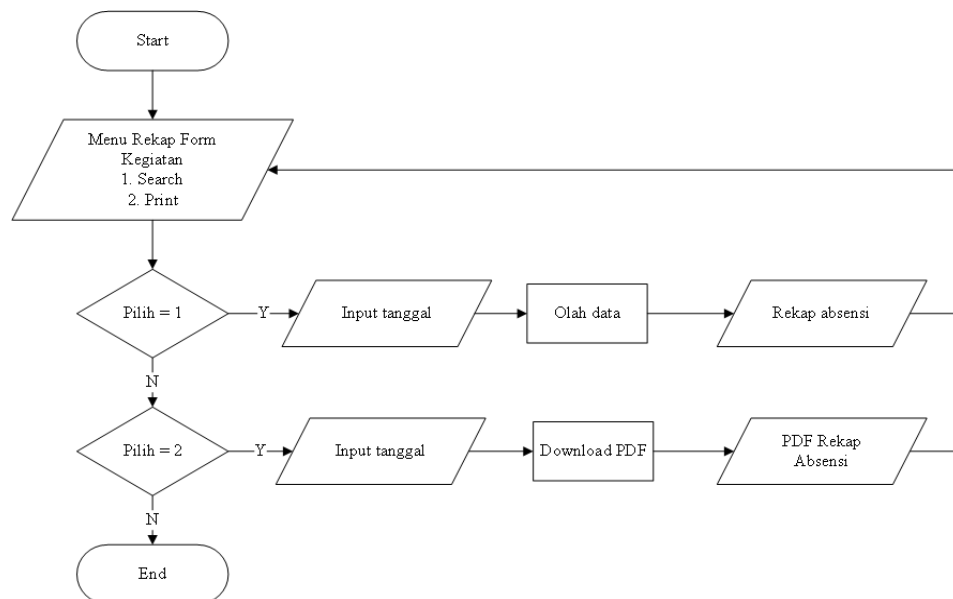 Start
Menu Rekap Form
Kegiatan
1. Search
2. Print
Pilih = 1
Y
Input tanggal
Olah data
Rekap absensi
N
Pilih = 2
Y
Input tanggal
Download PDF
PDF Rekap
Absensi
N
End